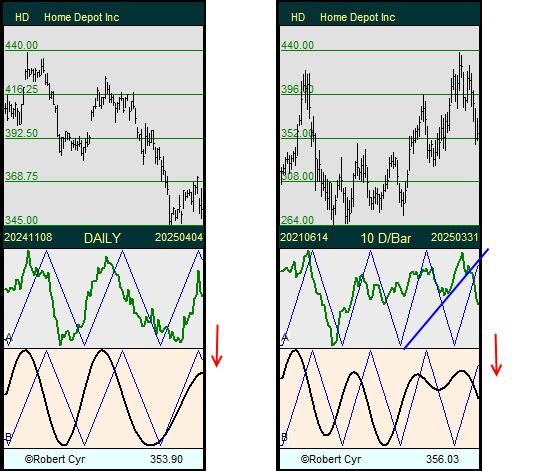 HD Home Depot Inc
440.00
416.25
392.50
368.75
345.00
20241108 DAILY 20250404
A
B
©Robert Cyr 353.90
HD Home Depot Inc
440.00
396.00
352.00
308.00
264.00
20210614 10 D/Bar 20250331
A
B
©Robert Cyr 356.03